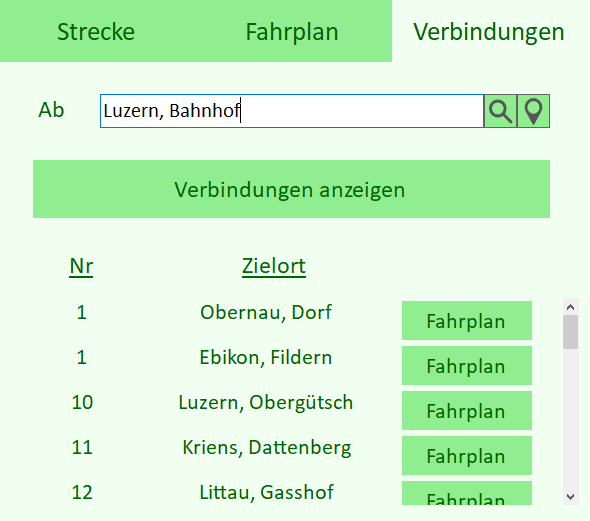 Strecke Fahrplan Verbindungen
Ab Luzern, Bahnhof
Verbindungen anzeigen
Nr Zielort
1 Obernau, Dorf Fahrplan
1 Ebikon, Fildern Fahrplan
10 Luzern, Obergütsch Fahrplan
11 Kriens, Dattenberg Fahrplan
12 Littau, Gasshof Fahrplan